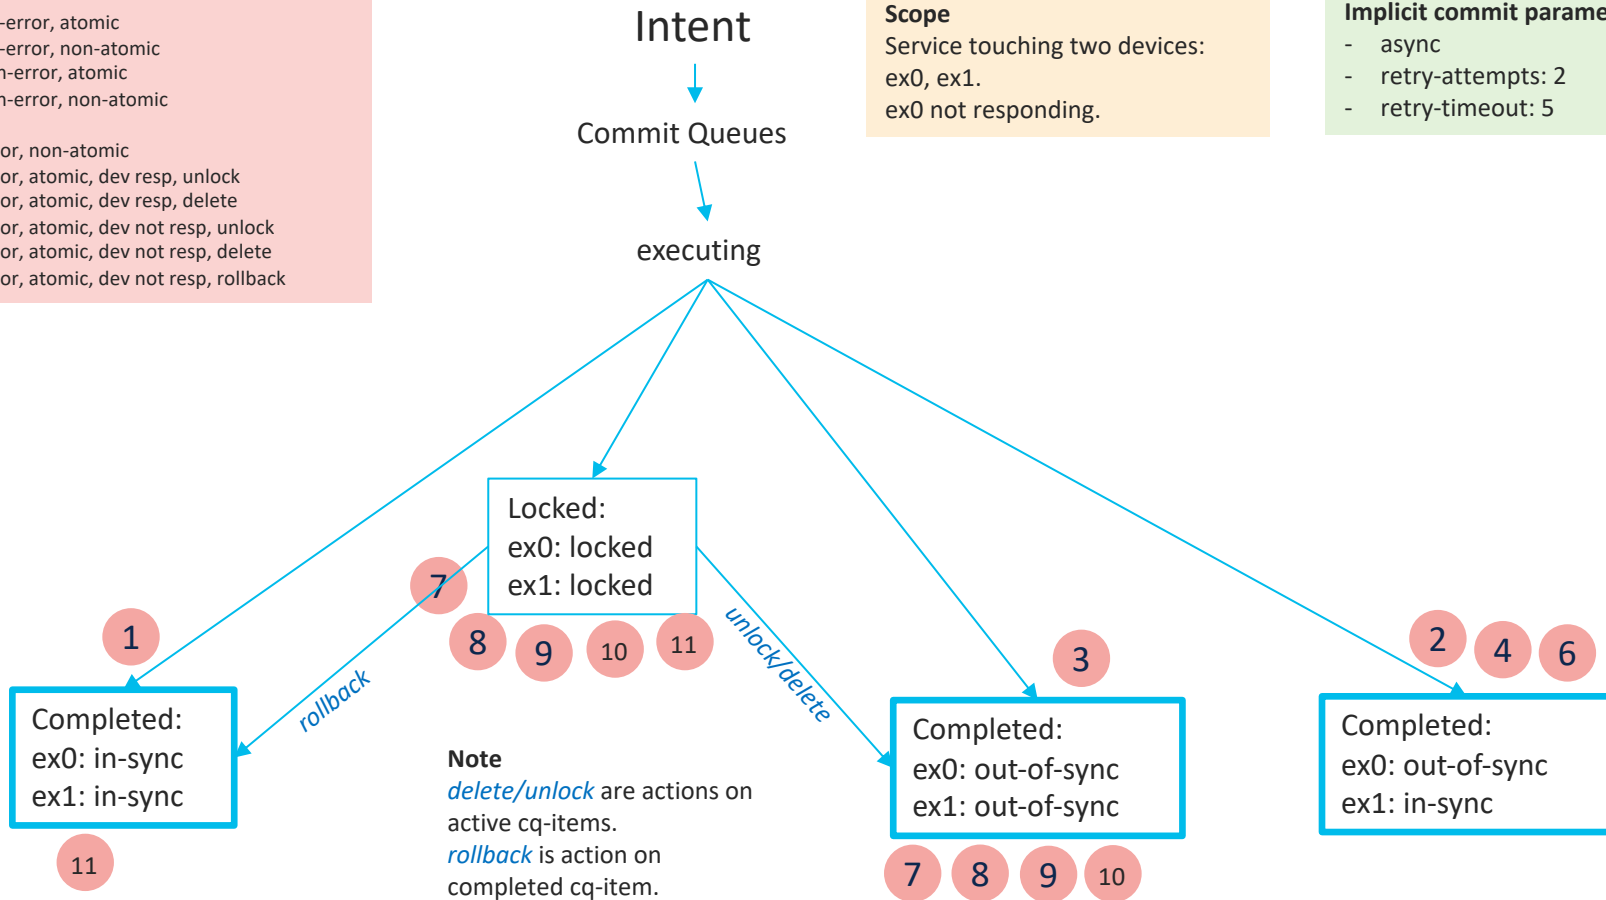 -error, atomic
-error, non-atomic
n-error, atomic
n-error, non-atomic
or, non-atomic
or, atomic, dev resp, unlock
or, atomic, dev resp, delete
or, atomic, dev not resp, unlock
or, atomic, dev not resp, delete
or, atomic, dev not resp, rollback
Intent
Commit Queues
executing
Scope
Service touching two devices:
ex0, ex1.
ex0 not responding.
Implicit commit parame
- async
- retry-attempts: 2
- retry-timeout: 5
Locked:
ex0: locked
ex1: locked
7
8
9
10
11
rollback
unlock/delete
1
Completed:
ex0: in-sync
ex1: in-sync
11
Note
delete/unlock are actions on
active cq-items.
rollback is action on
completed cq-item.
3
Completed:
ex0: out-of-sync
ex1: out-of-sync
7
8
9
10
2
4
6
Completed:
ex0: out-of-sync
ex1: in-sync